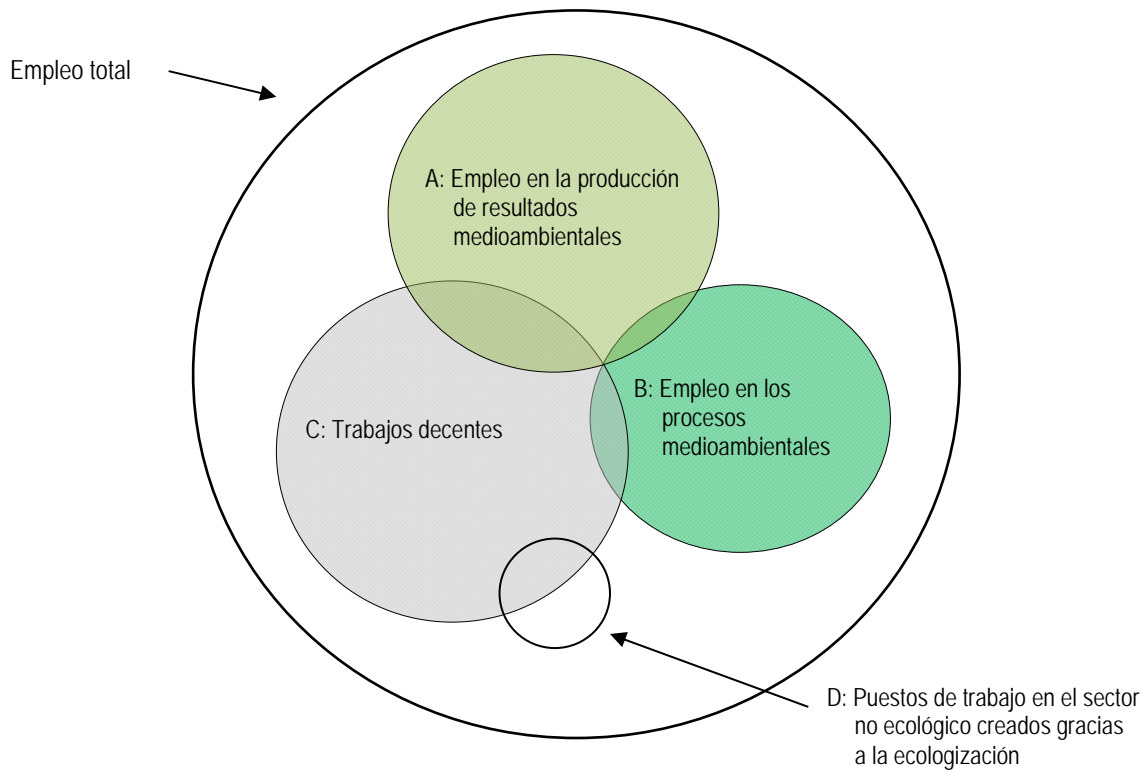 Empleo total
A: Empleo en la producción
de resultados
medioambientales
B: Empleo en los
procesos
medioambientales
C: Trabajos decentes
D: Puestos de trabajo en el sector
no ecológico creados gracias
a la ecologización